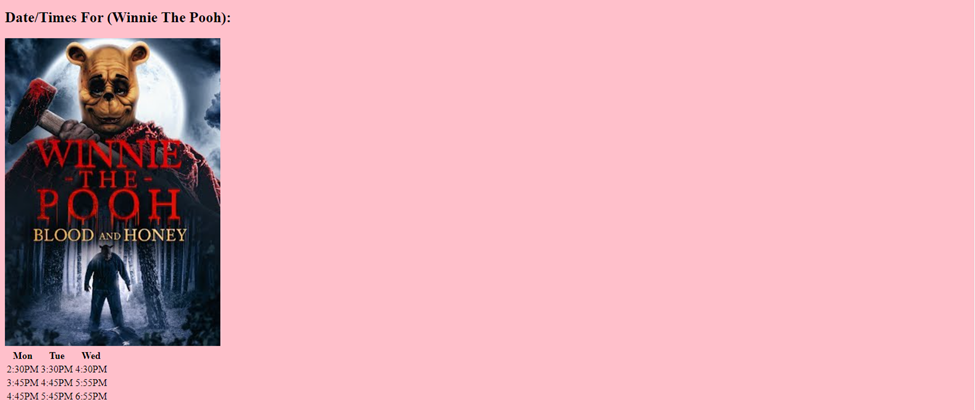 Date/Times For (Winnie The Pooh):
WINNIE
-THE-
POOH
BLOOD AND HONEY
Mon Tue Wed
2:30PM 3:30PM 4:30PM
3:45PM 4:45PM 5:55PM
4:45PM 5:45PM 6:55PM